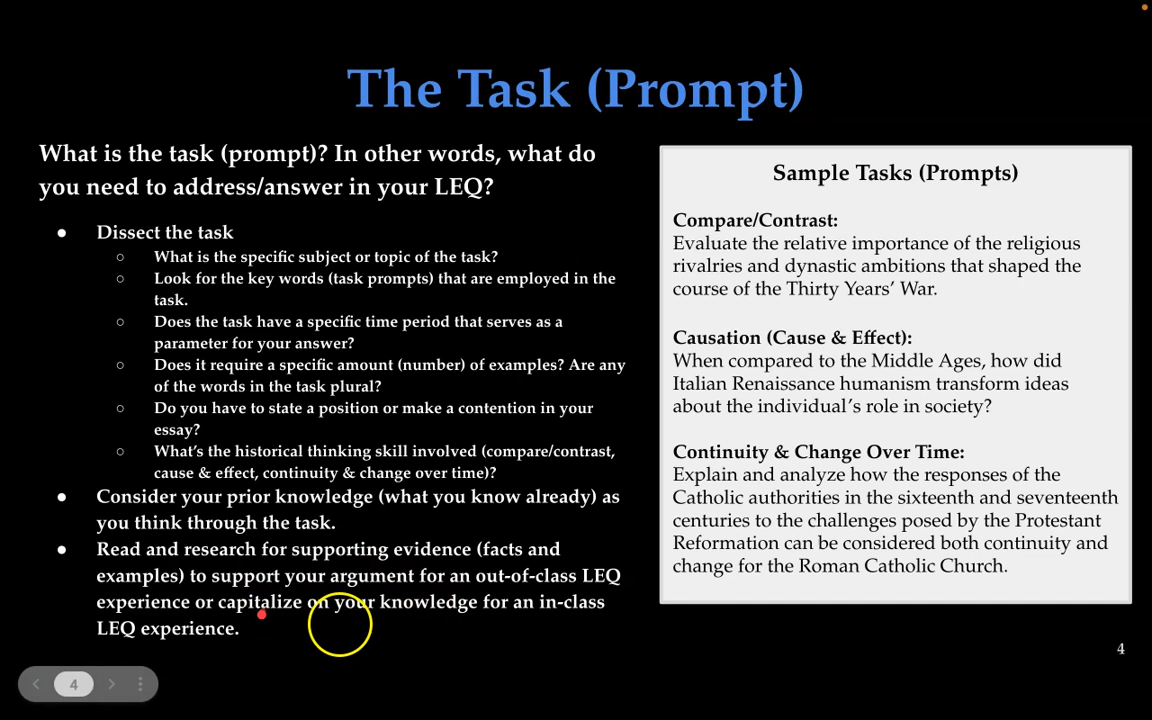 The Task (Prompt)
What is the task (prompt)? In other words, what do
you need to address/answer in your LEQ?
● Dissect the task
○ What is the specific subject or topic of the task?
○ Look for the key words (task prompts) that are employed in the
task.
○ Does the task have a specific time period that serves as a
parameter for your answer?
○ Does it require a specific amount (number) of examples? Are any
of the words in the task plural?
○ Do you have to state a position or make a contention in your
essay?
○ What's the historical thinking skill involved (compare/contrast,
cause & effect, continuity & change over time)?
● Consider your prior knowledge (what you know already) as
you think through the task.
● Read and research for supporting evidence (facts and
examples) to support your argument for an out-of-class LEQ
experience or capitalize on your knowledge for an in-class
LEQ experience.
Sample Tasks (Prompts)
Compare/Contrast:
Evaluate the relative importance of the religious
rivalries and dynastic ambitions that shaped the
course of the Thirty Years' War.
Causation (Cause & Effect):
When compared to the Middle Ages, how did
Italian Renaissance humanism transform ideas
about the individual's role in society?
Continuity & Change Over Time:
Explain and analyze how the responses of the
Catholic authorities in the sixteenth and seventeenth
centuries to the challenges posed by the Protestant
Reformation can be considered both continuity and
change for the Roman Catholic Church.
4
4